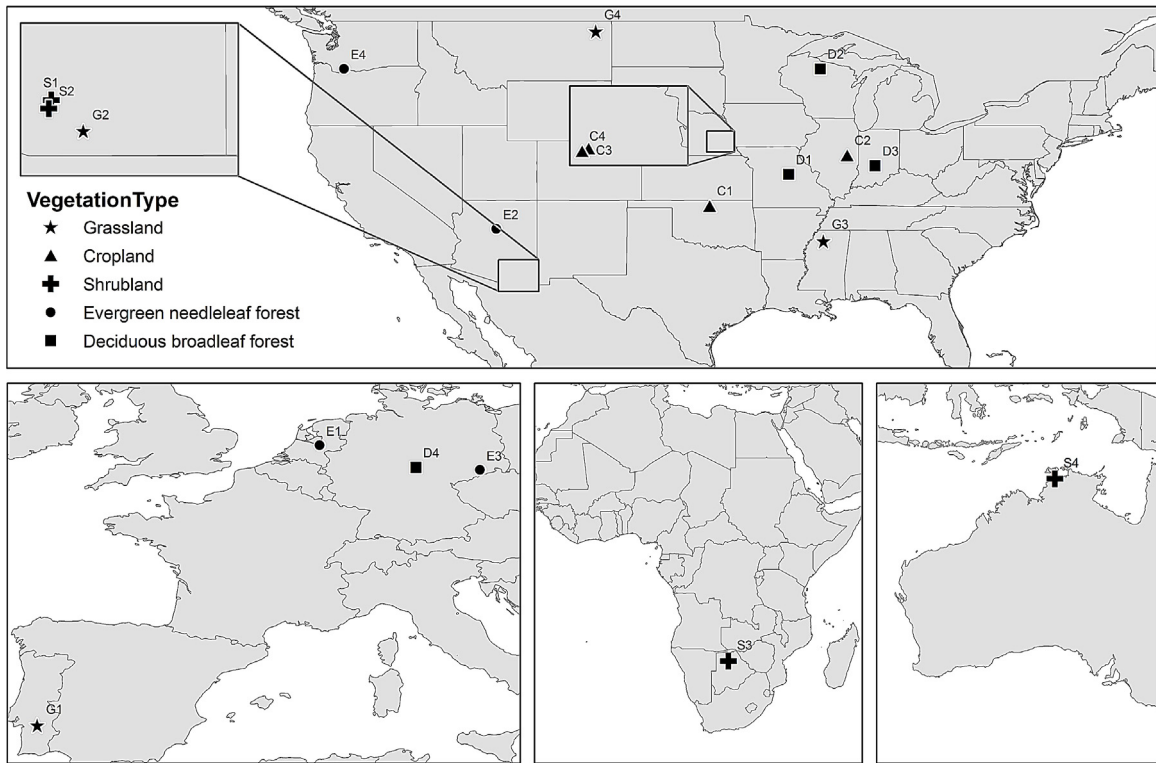 G4
E4
D2
S1
S2
G2
C4
C3
C2
D3
D1
C1
E2
G3
VegetationType
Grassland
Cropland
Shrubland
Evergreen needleleaf forest
Deciduous broadleaf forest
E1
D4
E3
G1
S3
S4